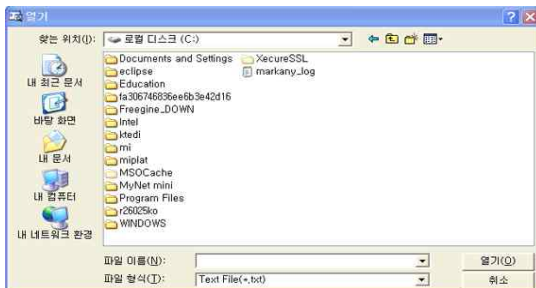 열기
찾는 위치(I):
로컬 디스크 (C:)
내 최근 문서
바탕 화면
내 문서
내 컴퓨터
내 네트워크 환경
Documents and Settings
eclipse
Education
fa306746836ee6b3e42d16
Freegine_DOWN
Intel
ktedi
mi
miplat
MSOCache
MyNet mini
Program Files
r26025ko
WINDOWS
XecureSSL
markany_log
파일 이름(N):
열기(O)
파일 형식(T):
Text File(*.txt)
취소